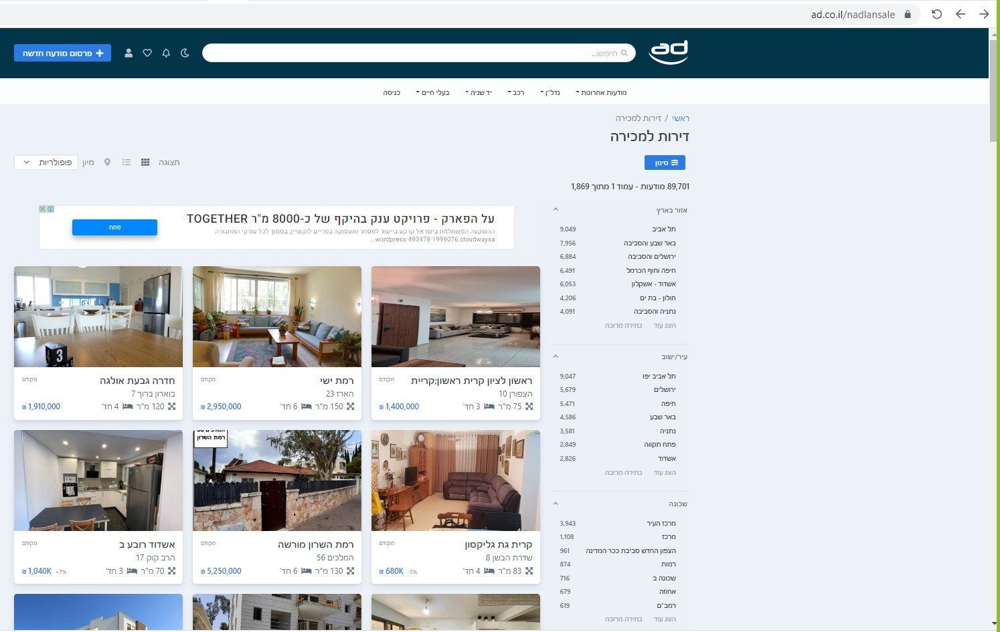 ad.co.il/nadlansale
ad
חיפוש...
פרסום מודעה חדשה
מודעות אחרונות
נדל"ן
רכב
יד שניה
בעלי חיים
כניסה
ראשי / דירות למכירה
דירות למכירה
סינון
תצוגה
מיון
פופולריות
89,701 מודעות - עמוד 1 מתוך 1,869
אזור בארץ
תל אביב 9,049
באר שבע והסביבה 7,956
ירושלים והסביבה 6,884
חיפה וחוף הכרמל 6,491
אשדוד - אשקלון 6,053
חולון - בת ים 4,206
נתניה והסביבה 4,091
הצג עוד בחירה מרובה
עיר/ישוב
תל אביב יפו 9,047
ירושלים 5,679
חיפה 5,471
באר שבע 4,586
נתניה 3,581
פתח תקווה 2,849
אשדוד 2,826
הצג עוד בחירה מרובה
שכונה
מרכז העיר 3,943
מרכז 1,108
הצפון החדש סביבת ככר המדינה 961
רמות 874
שכונה ב 716
אחוזה 679
רמב"ם 619
הצג עוד בחירה מרובה
על הפארק - פרויקט ענק בהיקף של כ-8000 מ"ר TOGETHER
ההשקעה המשתלמת בישראל קרקע בייעוד למסחר ותעסוקה בפריים לוקשיין, בסמוך לכל עורקי התחבורה
wordpress-493478-1999076.cloudwaysa...
פתח
ראשון לציון קרית ראשון;קריית
מקודם
הצפורן 10
75 מ"ר 3 חד'
1,400,000 ₪
רמת ישי
מקודם
הארז 23
150 מ"ר 6 חד'
2,950,000 ₪
3
חדרה גבעת אולגה
מקודם
בוארון ברוך 7
120 מ"ר 4 חד'
1,910,000 ₪
קרית גת גליקסון
מקודם
שדרת הבשן 8
83 מ"ר 4 חד'
-5% 680K ₪
המלכים 56
רמת השרון
רמת השרון מורשה
מקודם
המלכים 56
130 מ"ר 6 חד'
5,250,000 ₪
אשדוד רובע ב
מקודם
הרב קוק 17
70 מ"ר 3 חד'
+7% 1,040K ₪